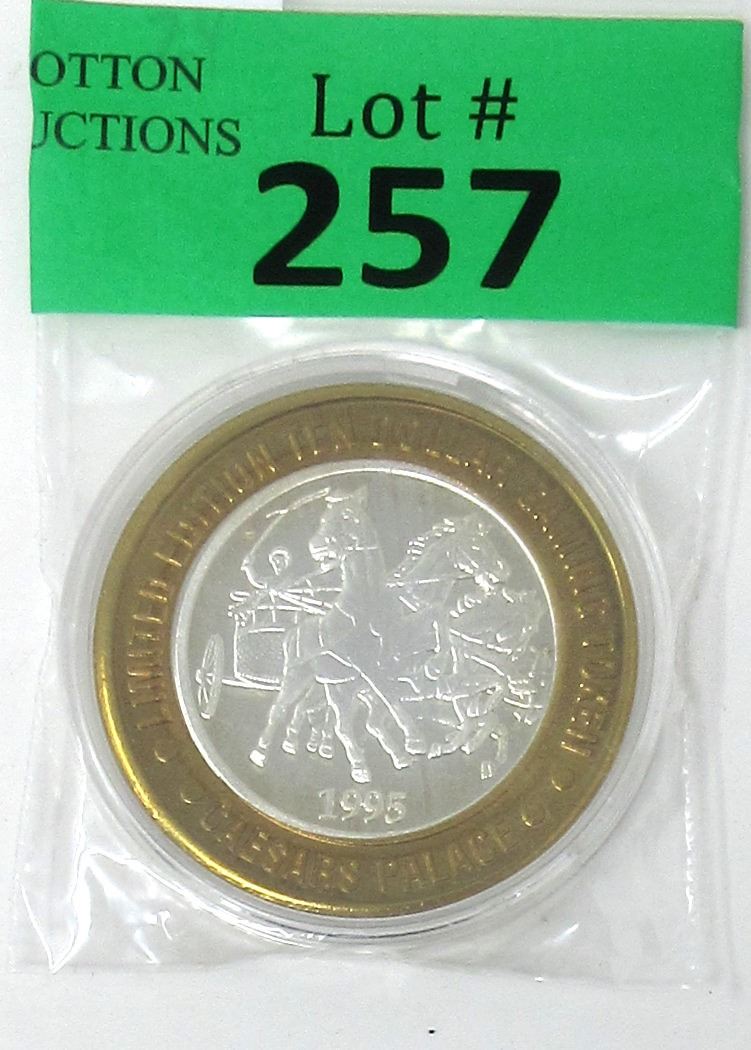 OTTON
UCTIONS
Lot #
257
LIMITED EDITION TEN DOLLAR GAMING TOKEN
1995
CAESARS PALACE